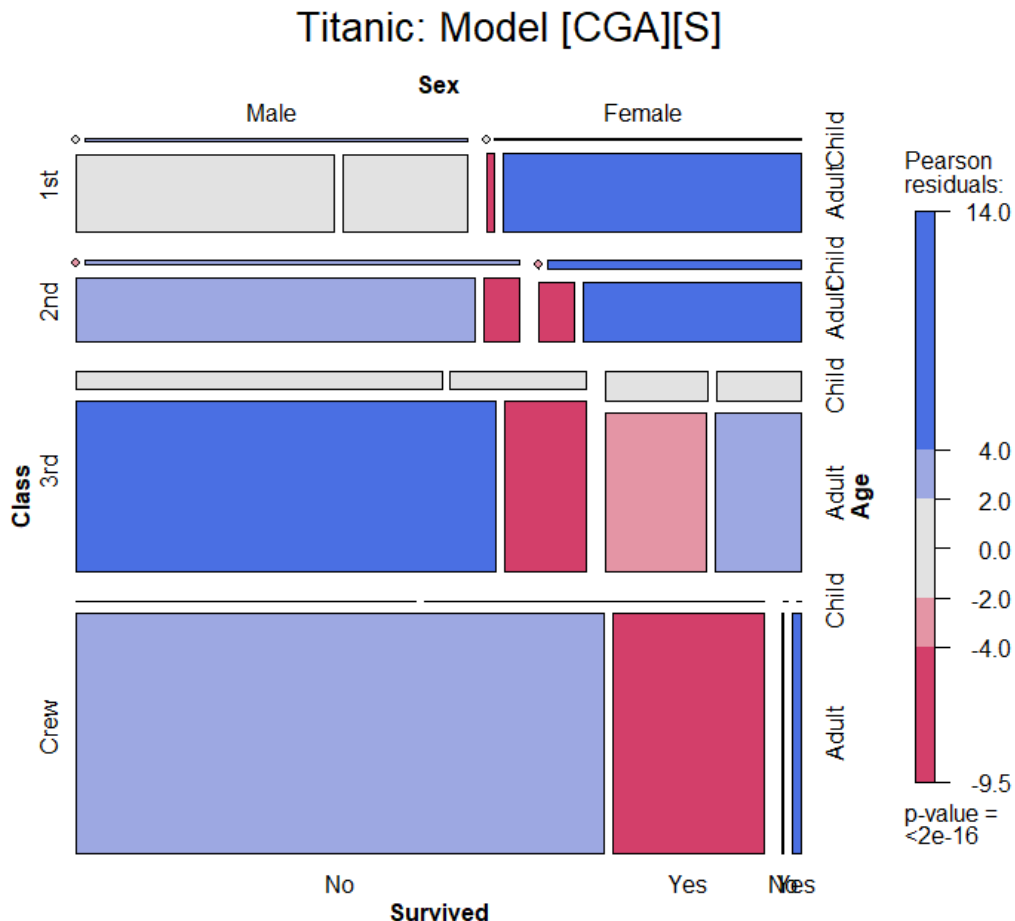 Titanic: Model [CGA][S]
Sex
Male Female
Child
1st
Adult
Child
2nd
Adult
Child
3rd
Adult
Child
Crew
Adult
Class
Age
No Yes No Yes
Survived
Pearson
residuals:
14.0
4.0
2.0
0.0
-2.0
-4.0
-9.5
p-value =
<2e-16